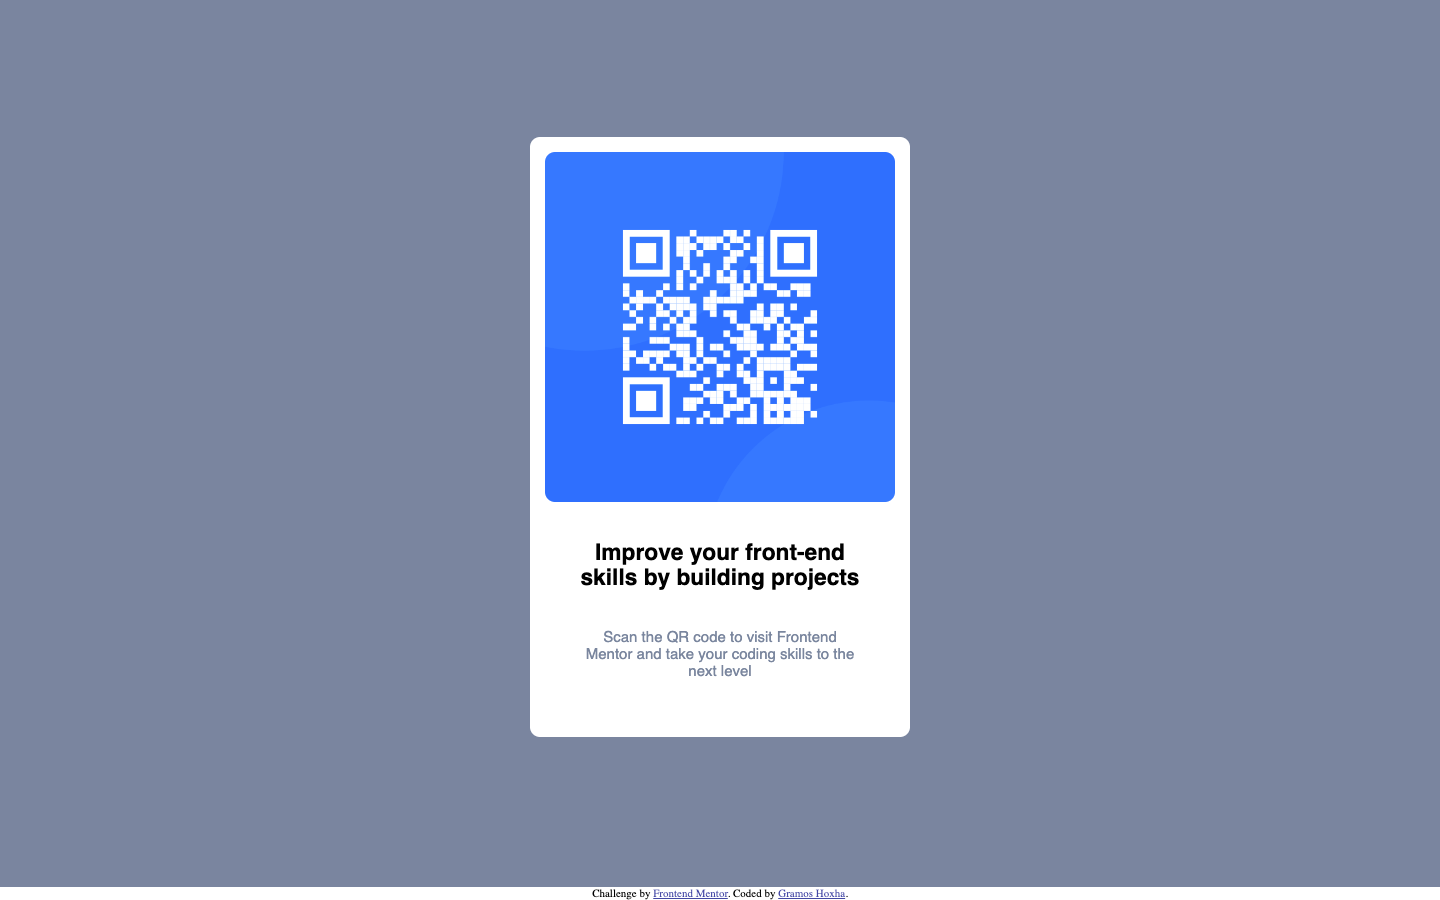 Improve your front-end
skills by building projects
Scan the QR code to visit Frontend
Mentor and take your coding skills to the
next level
Challenge by Frontend Mentor. Coded by Gramos Hoxha.